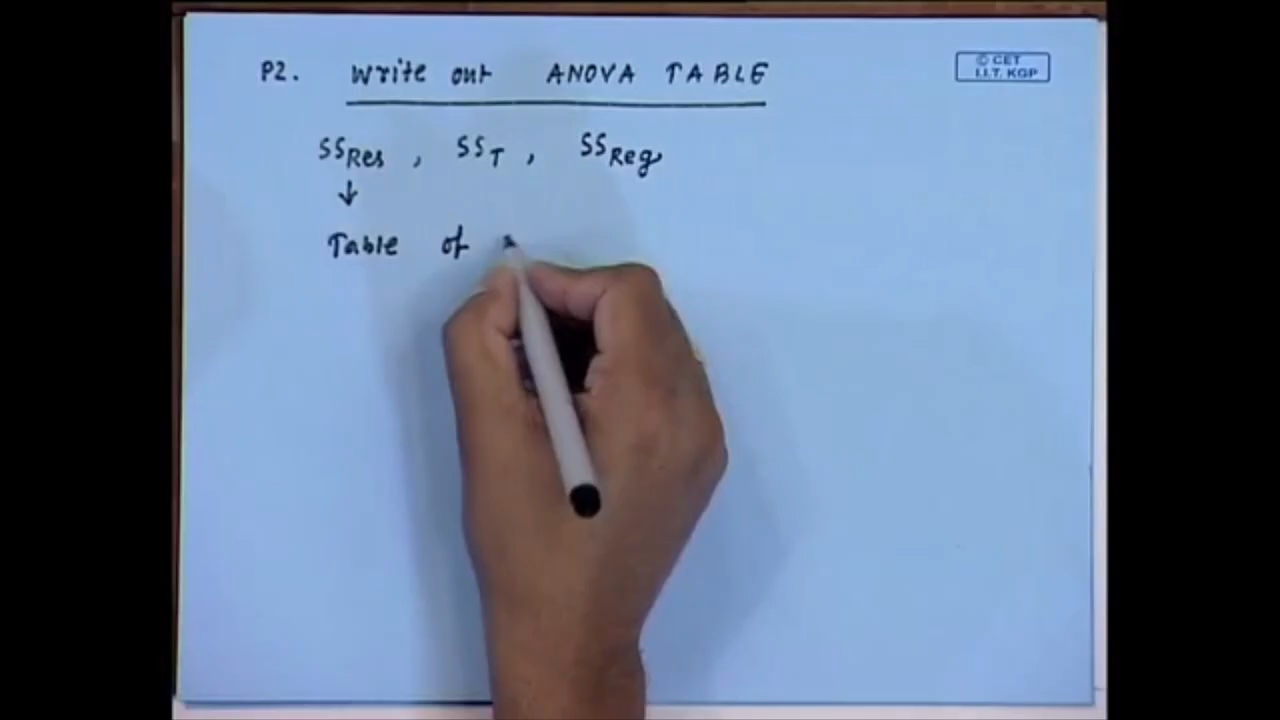 P2. Write out ANOVA TABLE
© CET
I.I.T. KGP
SSRes , SST , SSReg
↓
Table of